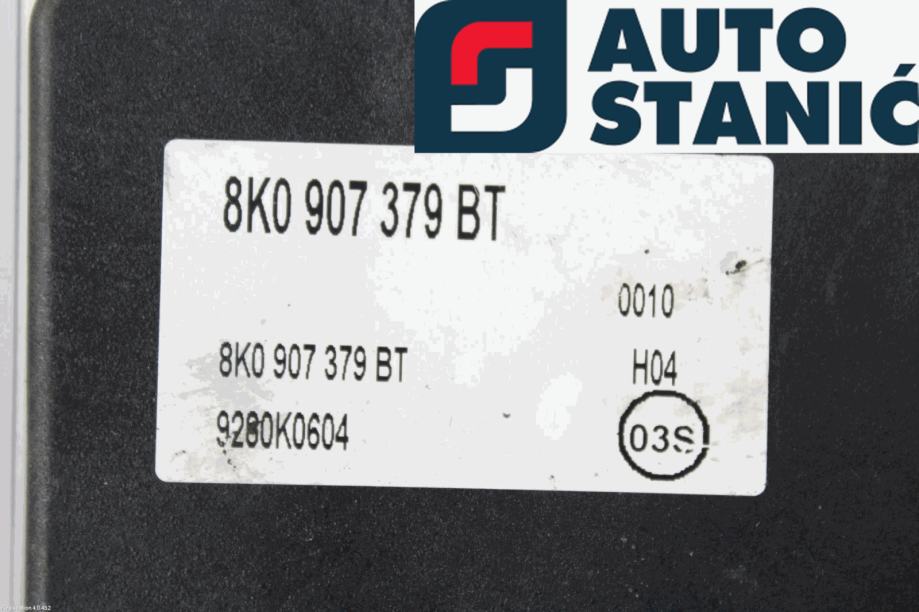 AUTO
STANIĆ
8K0 907 379 BT
0010
8K0 907 379 BT
H04
9280K0604
03S